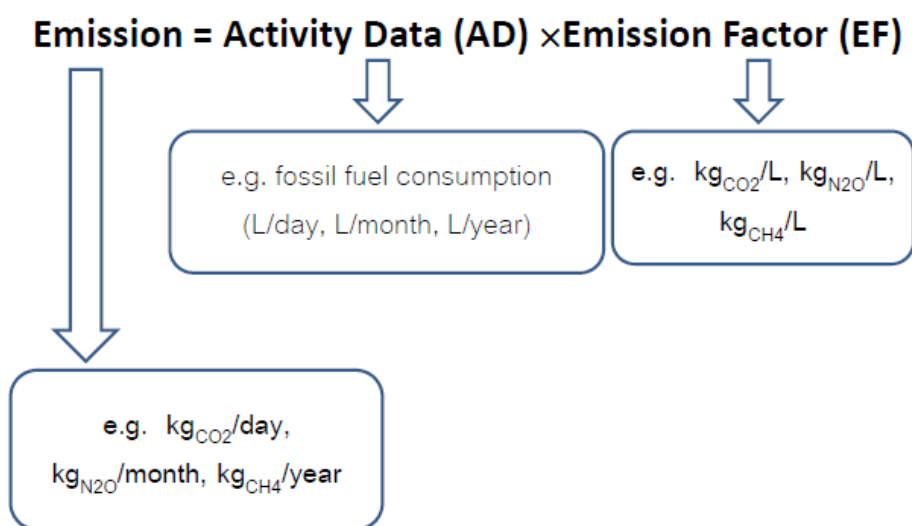 Emission = Activity Data (AD) ×Emission Factor (EF)
e.g. fossil fuel consumption
(L/day, L/month, L/year)
e.g. kgCO2/L, kgN2O/L,
kgCH4/L
e.g. kgCO2/day,
kgN2O/month, kgCH4/year